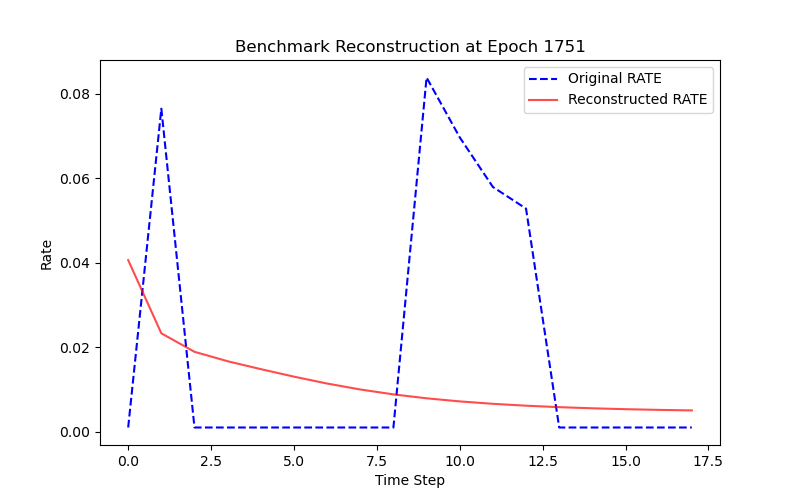 Benchmark Reconstruction at Epoch 1751
Original RATE
Reconstructed RATE
0.08
0.06
0.04
0.02
0.00
Rate
0.0 2.5 5.0 7.5 10.0 12.5 15.0 17.5
Time Step